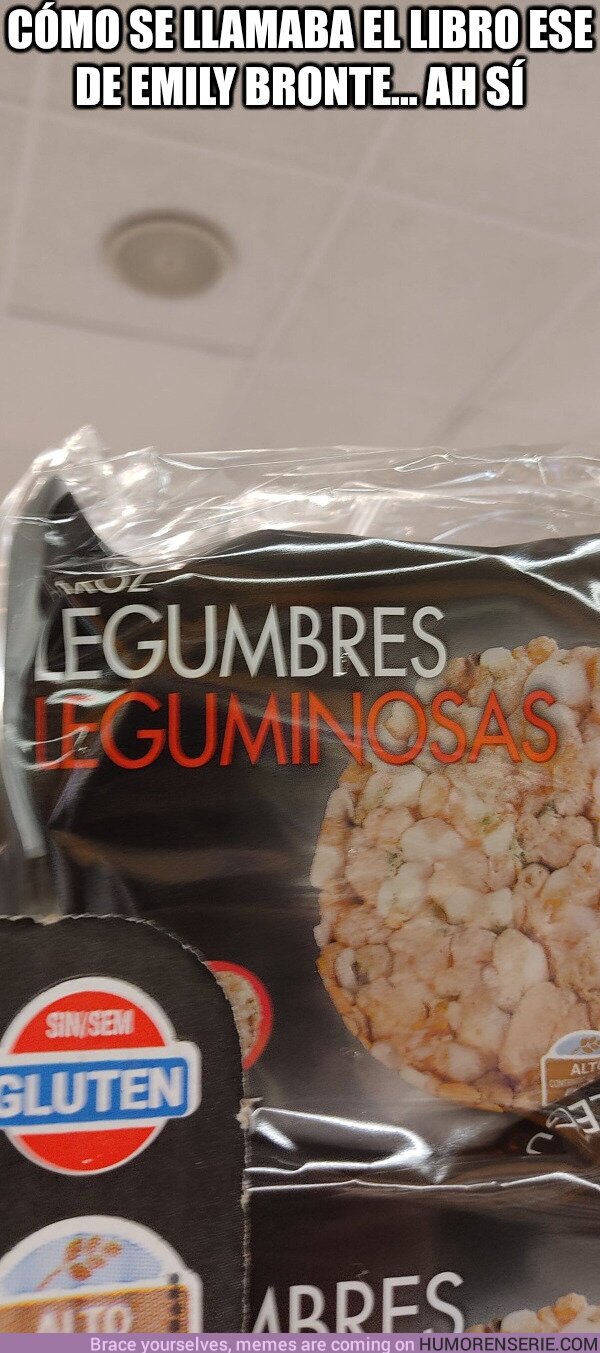 CÓMO SE LLAMABA EL LIBRO ESE
DE EMILY BRONTE... AH SÍ
LEGUMBRES
LEGUMINOSAS
SIN/SEM
GLUTEN
ALTO
Brace yourselves, memes are coming on HUMORENSERIE.COM